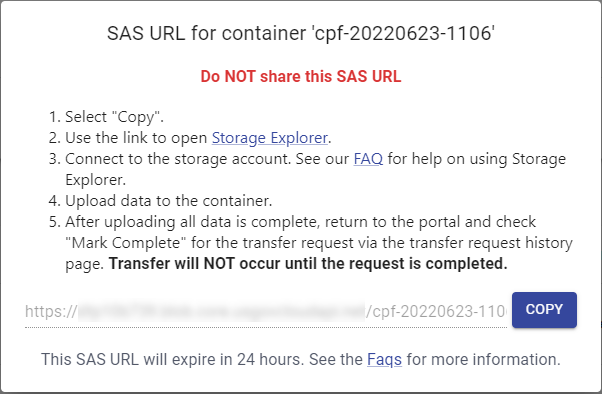 SAS URL for container 'cpf-20220623-1106'
Do NOT share this SAS URL
1. Select "Copy".
2. Use the link to open Storage Explorer.
3. Connect to the storage account. See our FAQ for help on using Storage
Explorer.
4. Upload data to the container.
5. After uploading all data is complete, return to the portal and check
"Mark Complete" for the transfer request via the transfer request history
page. Transfer will NOT occur until the request is completed.
https:// /cpf-20220623-110
COPY
This SAS URL will expire in 24 hours. See the Faqs for more information.